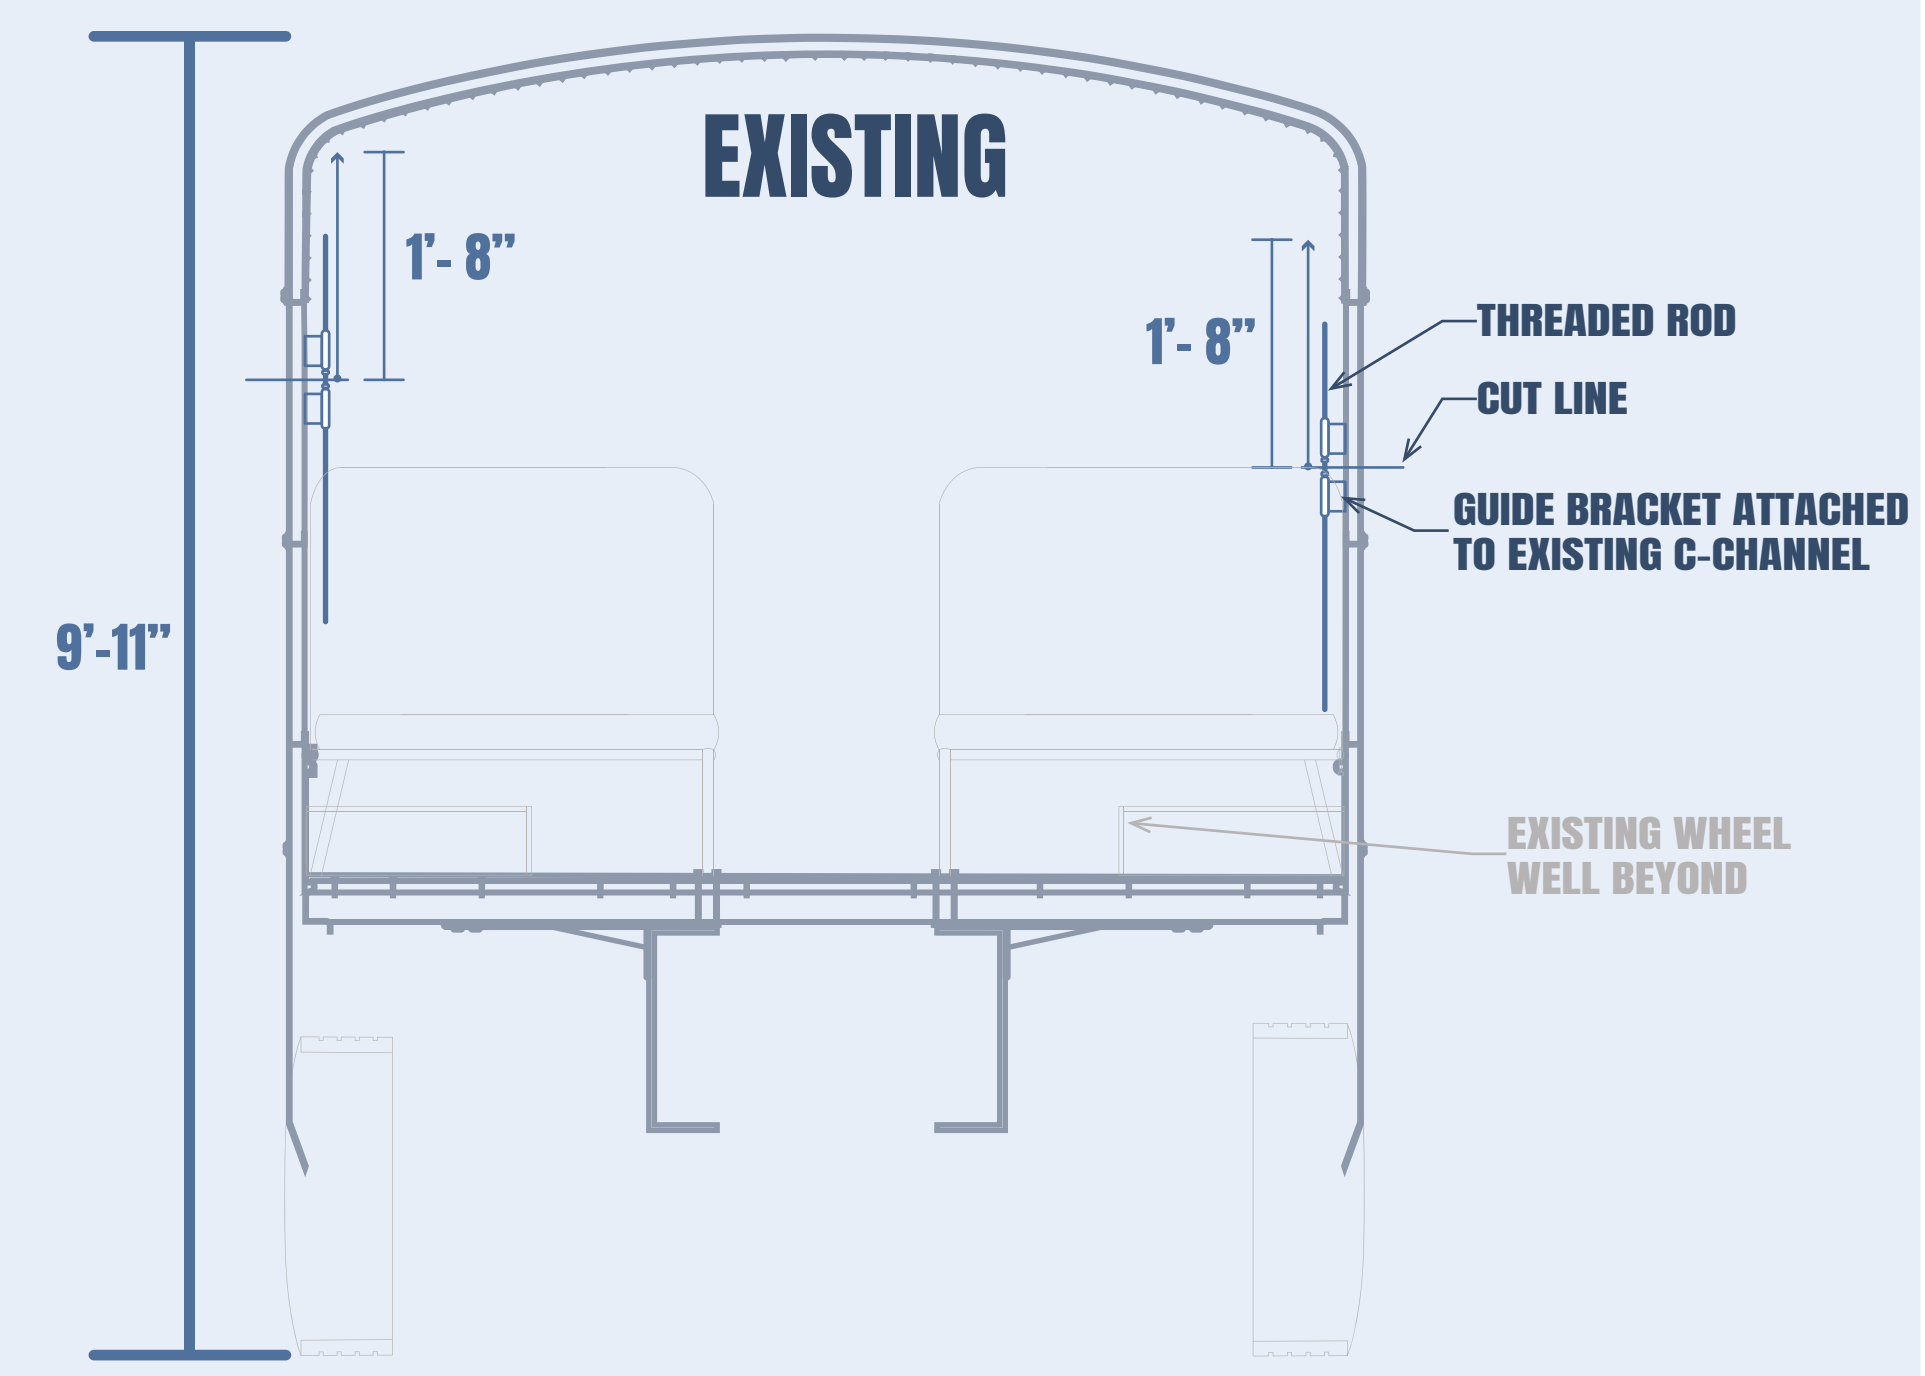 EXISTING
1’- 8”
1’- 8”
THREADED ROD
CUT LINE
GUIDE BRACKET ATTACHED
TO EXISTING C-CHANNEL
9’-11”
EXISTING WHEEL
WELL BEYOND